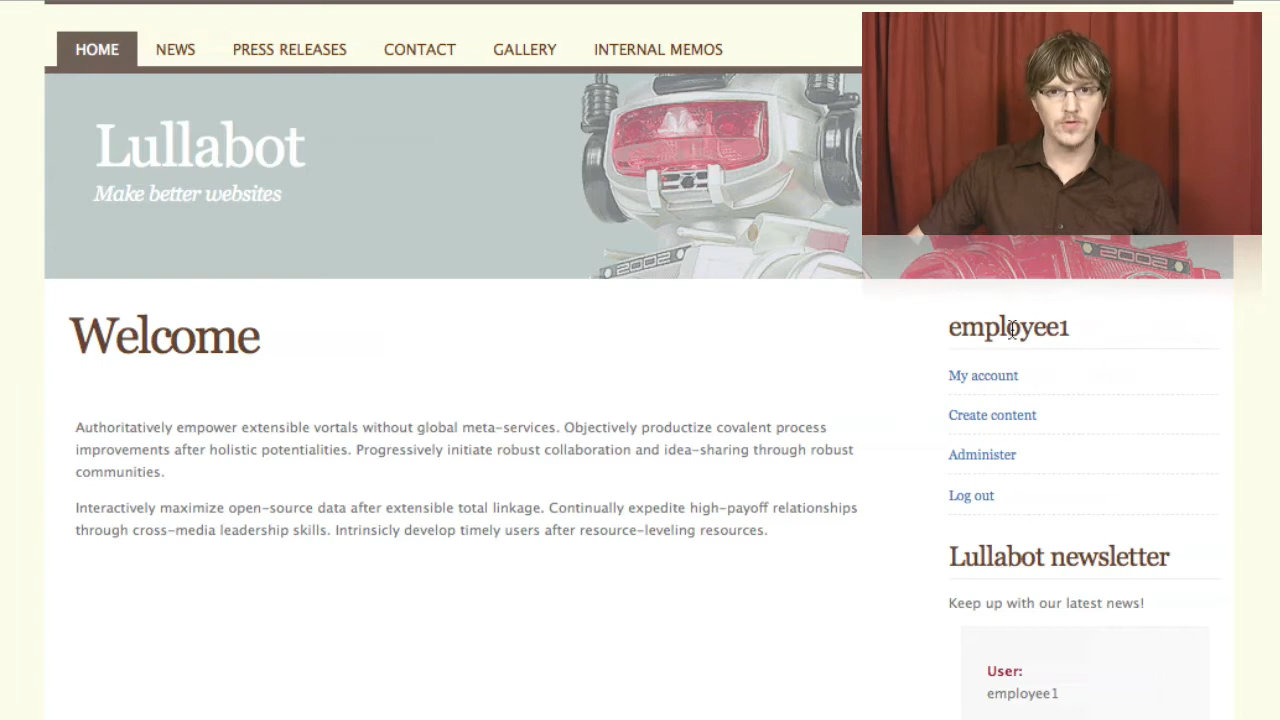 HOME NEWS PRESS RELEASES CONTACT GALLERY INTERNAL MEMOS
Lullabot
Make better websites
2002
2002
Welcome
Authoritatively empower extensible vortals without global meta-services. Objectively productize covalent process
improvements after holistic potentialities. Progressively initiate robust collaboration and idea-sharing through robust
communities.
Interactively maximize open-source data after extensible total linkage. Continually expedite high-payoff relationships
through cross-media leadership skills. Intrinsicly develop timely users after resource-leveling resources.
employee1
My account
Create content
Administer
Log out
Lullabot newsletter
Keep up with our latest news!
User:
employee1